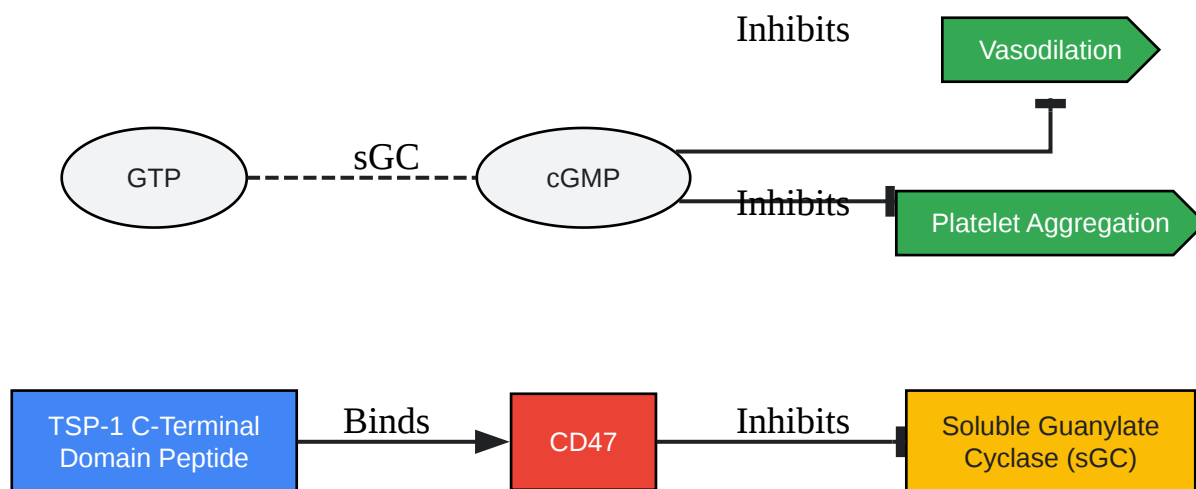 Inhibits
Vasodilation
GTP
sGC
cGMP
Inhibits
Platelet Aggregation
TSP-1 C-Terminal
Domain Peptide
Binds
CD47
Inhibits
Soluble Guanylate
Cyclase (sGC)